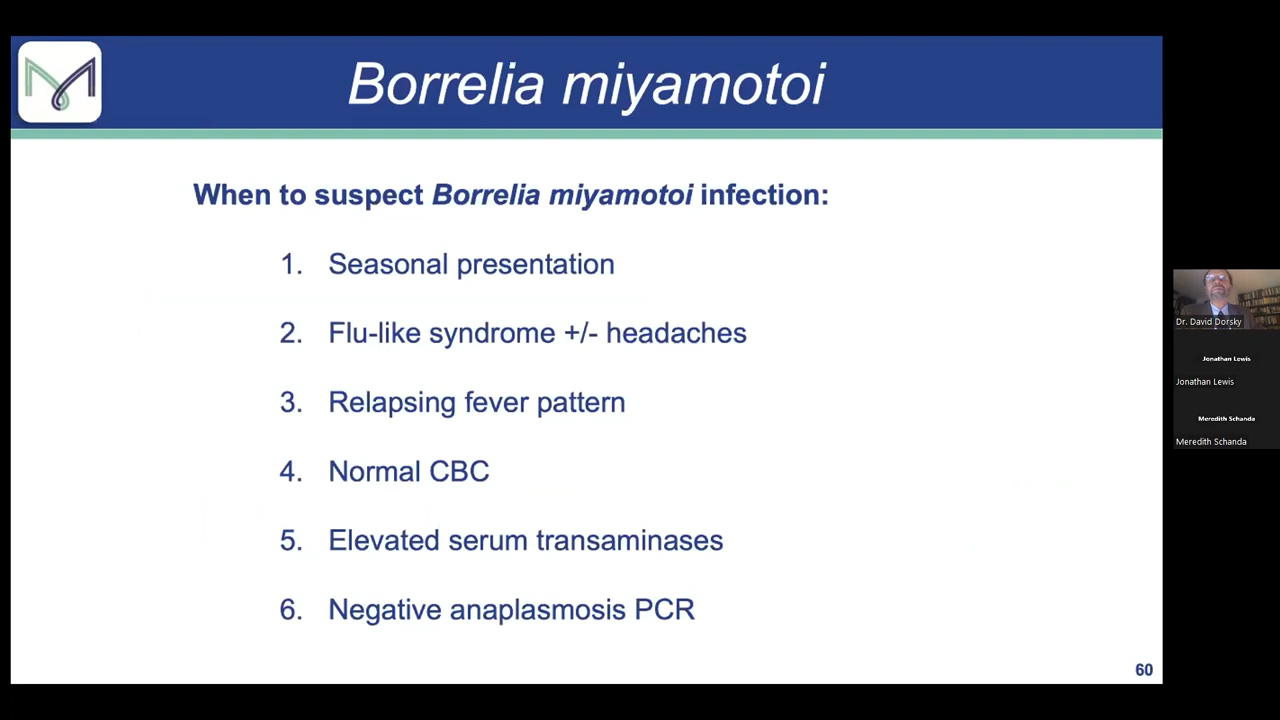 Borrelia miyamotoi
When to suspect Borrelia miyamotoi infection:
1. Seasonal presentation
2. Flu-like syndrome +/- headaches
3. Relapsing fever pattern
4. Normal CBC
5. Elevated serum transaminases
6. Negative anaplasmosis PCR
60
Dr. David Dorsky
Jonathan Lewis
Jonathan Lewis
Meredith Schanda
Meredith Schanda